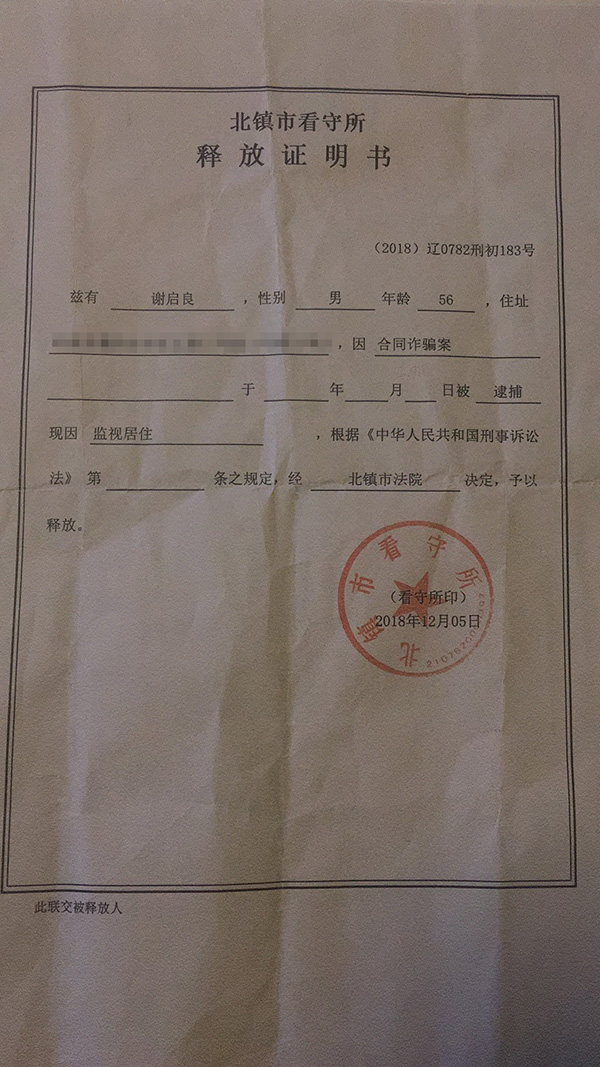 北镇市看守所
释放证明书
（2018）辽0782刑初183号
兹有 谢启良 ，性别 男 年龄 56 ，住址
，因 合同诈骗案
于 年 月 日被 逮捕
现因 监视居住 ，根据《中华人民共和国刑事诉讼
法》第 条之规定，经 北镇市法院 决定，予以
释放。
北镇市看守所
（看守所印）
2018年12月05日
此联交被释放人